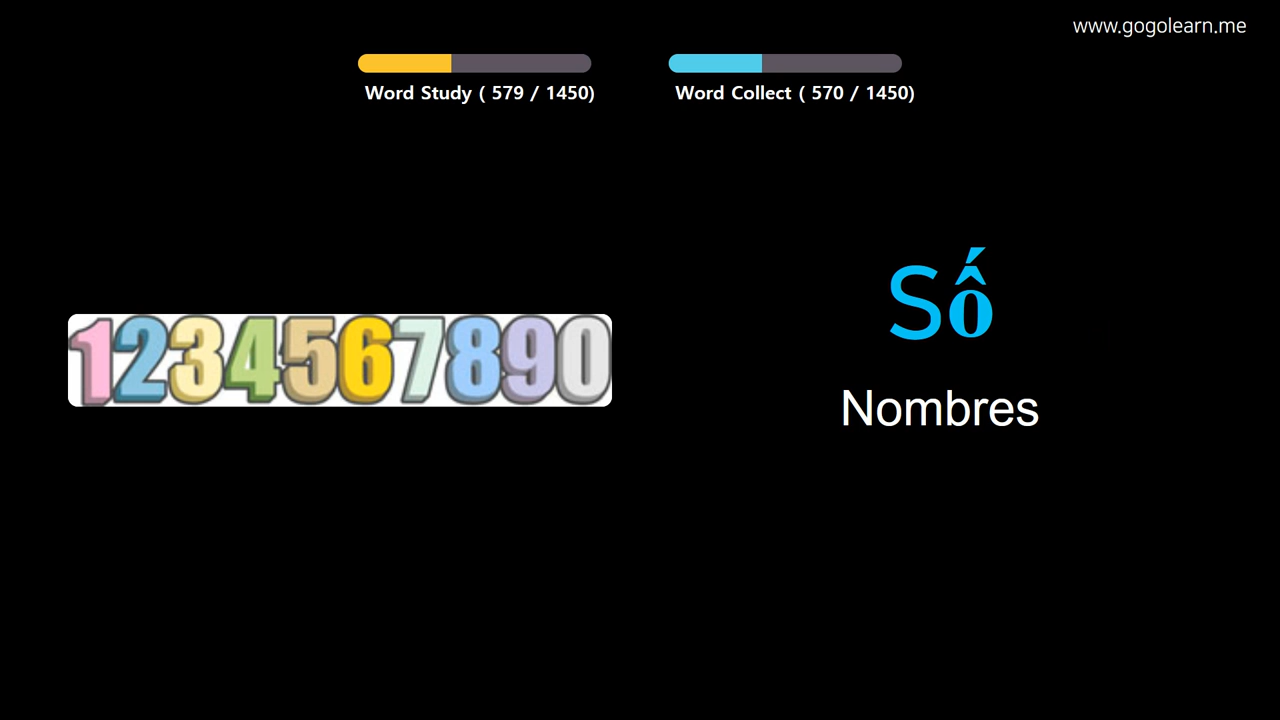 www.gogolearn.me
Word Study ( 579 / 1450)
Word Collect ( 570 / 1450)
1234567890
Số
Nombres